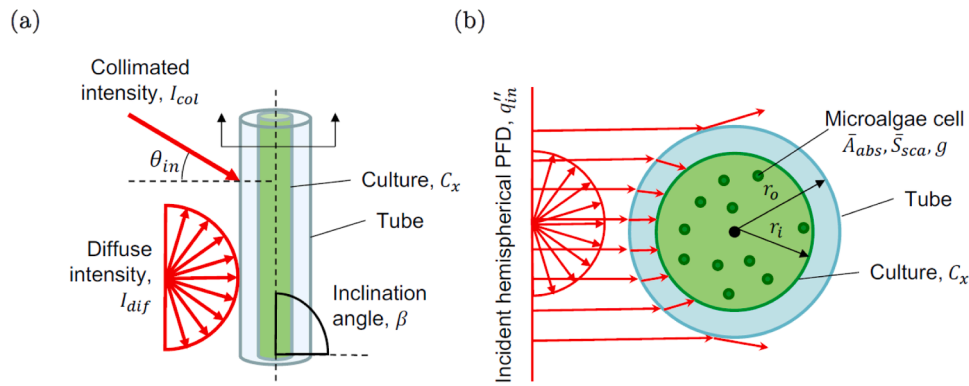 (a)
Collimated
intensity, I_col
θ_in
Culture, C_x
Tube
Diffuse
intensity,
I_dif
Inclination
angle, β
(b)
Incident hemispherical PFD, q''_in
Microalgae cell
Ā_abs, S̄_sca, g
r_o
r_i
Tube
Culture, C_x